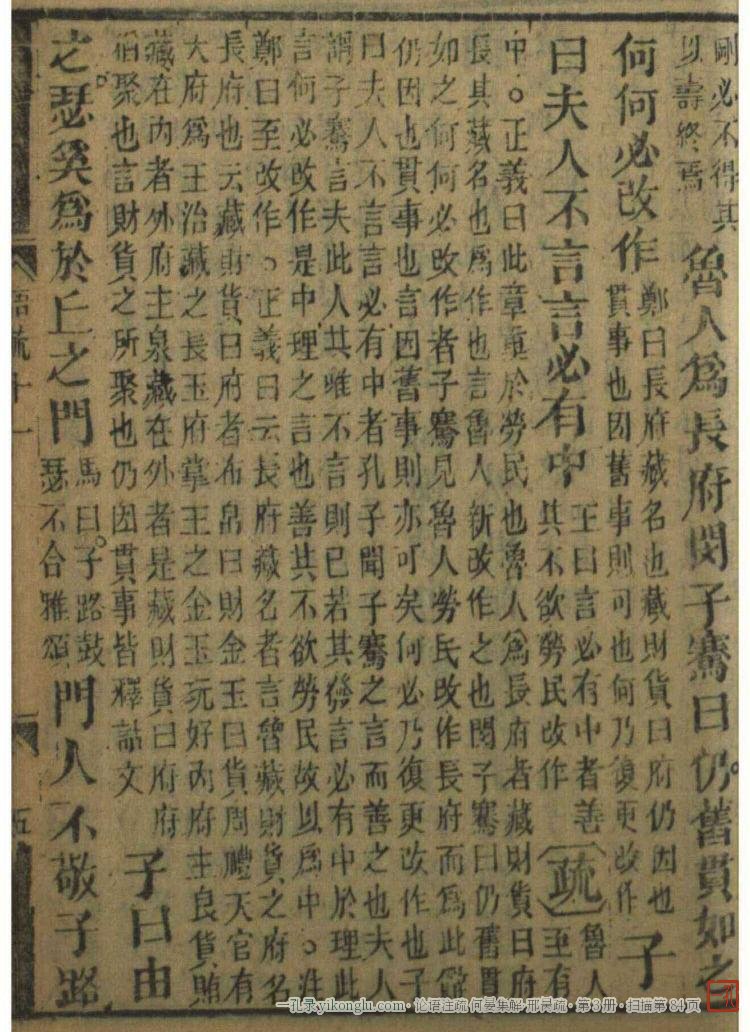 剛必不得其
以壽終焉
魯人爲長府閔子騫曰仍舊貫如之
何何必改作
鄭曰長府藏名也藏財貨曰府仍因也
貫事也因舊事則可也何乃復更改作
子
曰夫人不言言必有中
王曰言必有中者善
其不欲勞民改作
疏
魯人
至有
中。正義曰此章重於勞民也魯人爲長府者藏財貨曰府
長其藏名也爲作也言魯人新改作之也閔子騫曰仍舊貫
如之何何必改作者子騫見魯人勞民改作長府而爲此辭
仍因也貫事也言因舊事則亦可矣何必乃復更改作也子
曰夫人不言言必有中者孔子聞子騫之言而善之也夫人
謂子騫言夫此人其唯不言則已若其發言必有中於理此
言何必改作是中理之言也善其不欲勞民故以爲中。注
鄭曰至改作。正義曰云長府藏名者言魯藏財貨之府名
長府也云藏財貨曰府者布帛曰財金玉曰貨周禮天官有
大府爲王治藏之長玉府掌王之金玉玩好內府主良貨賄
藏在內者外府主泉藏在外者是藏財貨曰府府
猶聚也言財貨之所聚也仍因貫事皆釋詁文
子曰由
之瑟奚爲於丘之門
馬曰子路鼓
瑟不合雅頌
門人不敬子路
語疏十一
五
一孔录yikonglu.com · 论语注疏·何晏集解·邢昺疏 · 第3册 · 扫描第84页